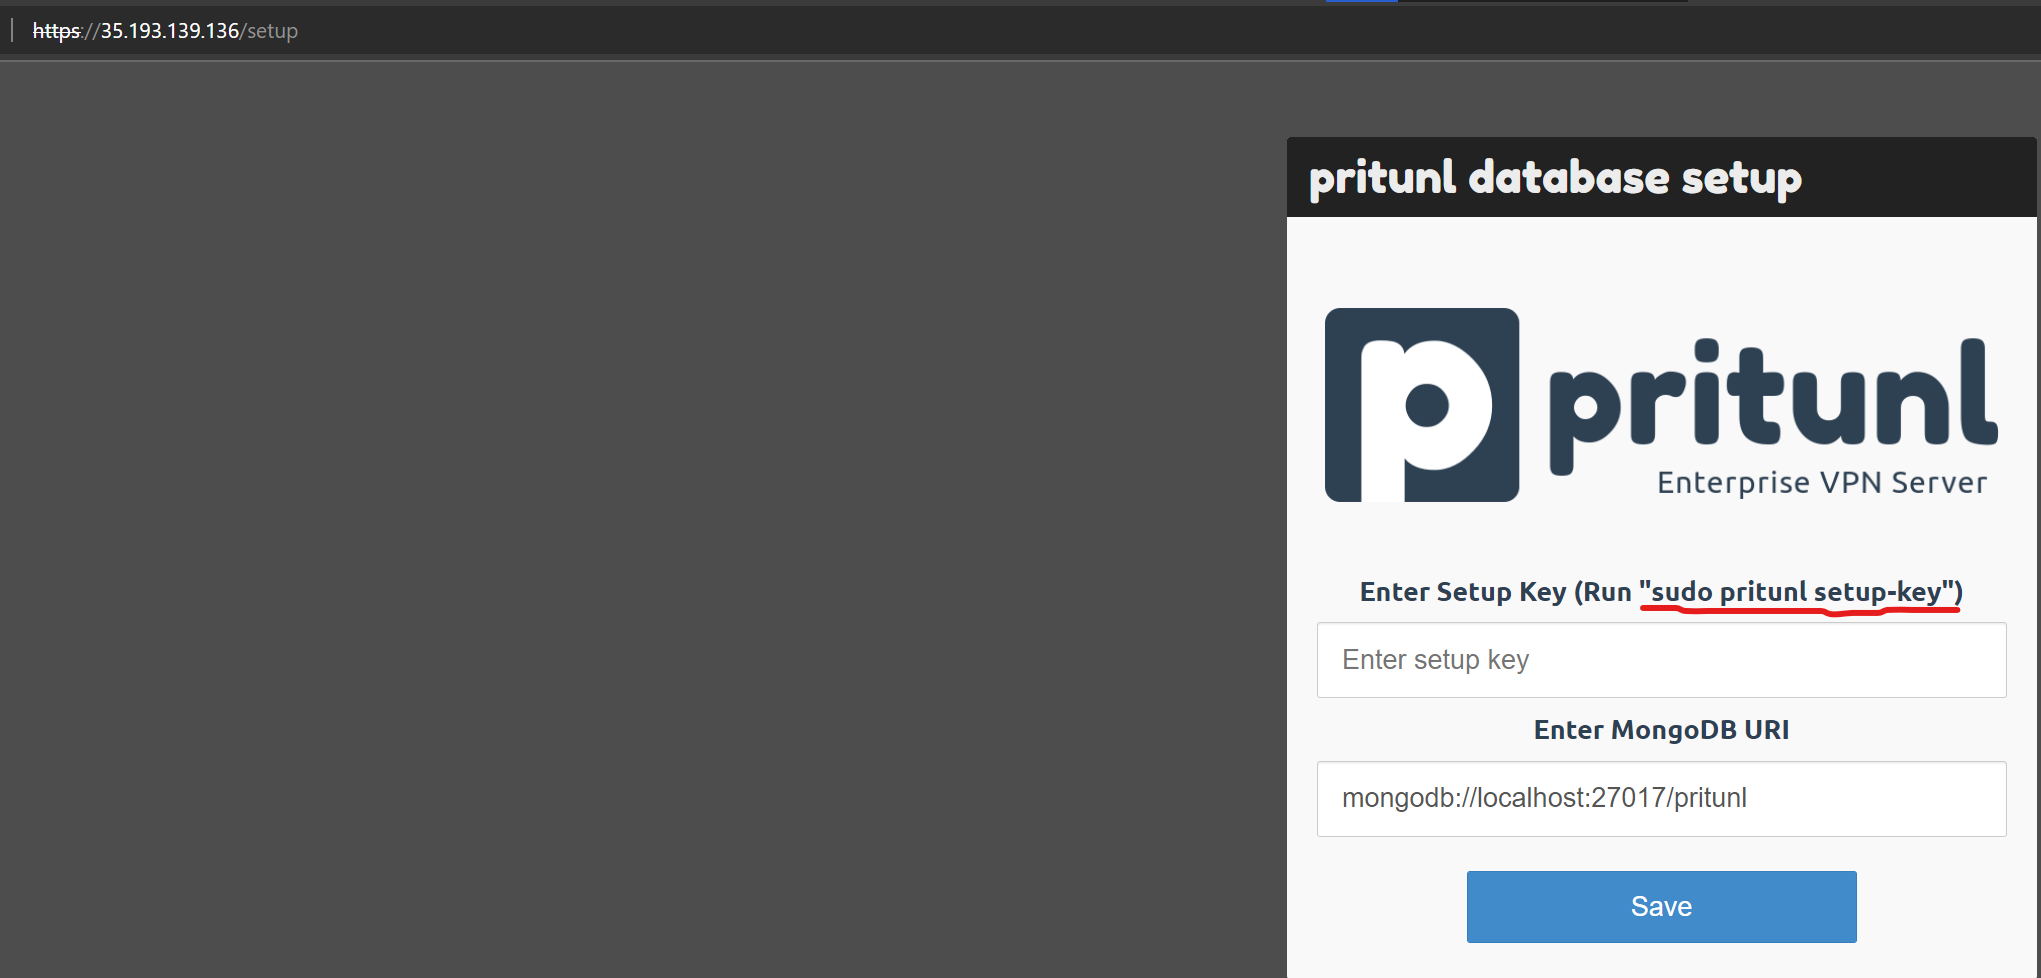 https://35.193.139.136/setup
pritunl database setup
pritunl
Enterprise VPN Server
Enter Setup Key (Run "sudo pritunl setup-key")
Enter setup key
Enter MongoDB URI
mongodb://localhost:27017/pritunl
Save